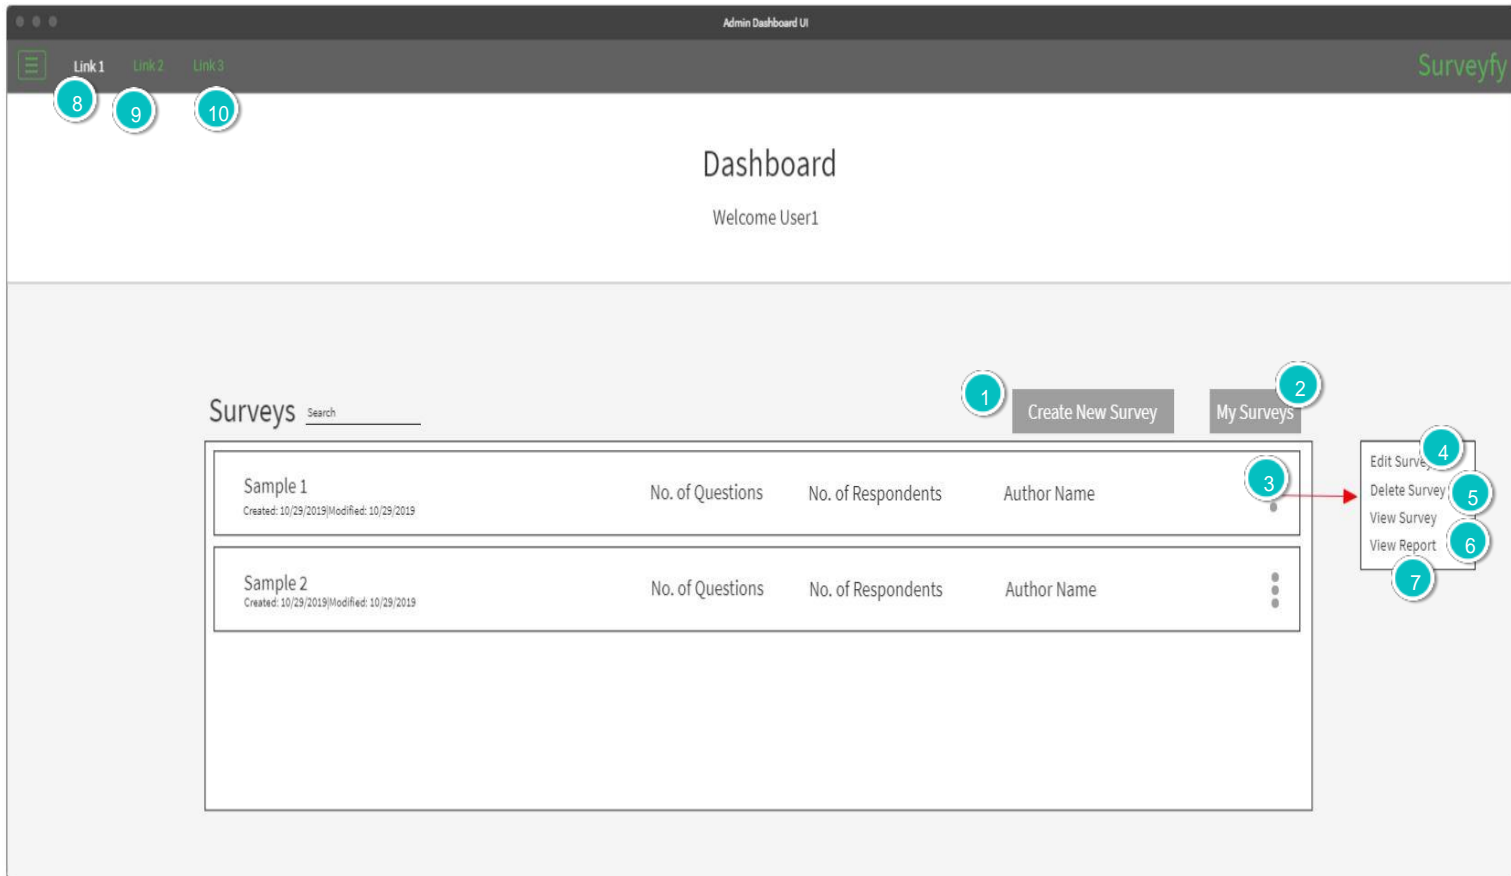 Admin Dashboard UI
Link 1 Link 2 Link 3 Surveyfy
8 9 10
Dashboard
Welcome User1
1 2
Surveys Search Create New Survey My Surveys
Sample 1 No. of Questions No. of Respondents Author Name 3
Created: 10/29/2019|Modified: 10/29/2019
Edit Surve 4
Delete Survey 5
View Survey
View Report 6
7
Sample 2 No. of Questions No. of Respondents Author Name
Created: 10/29/2019|Modified: 10/29/2019